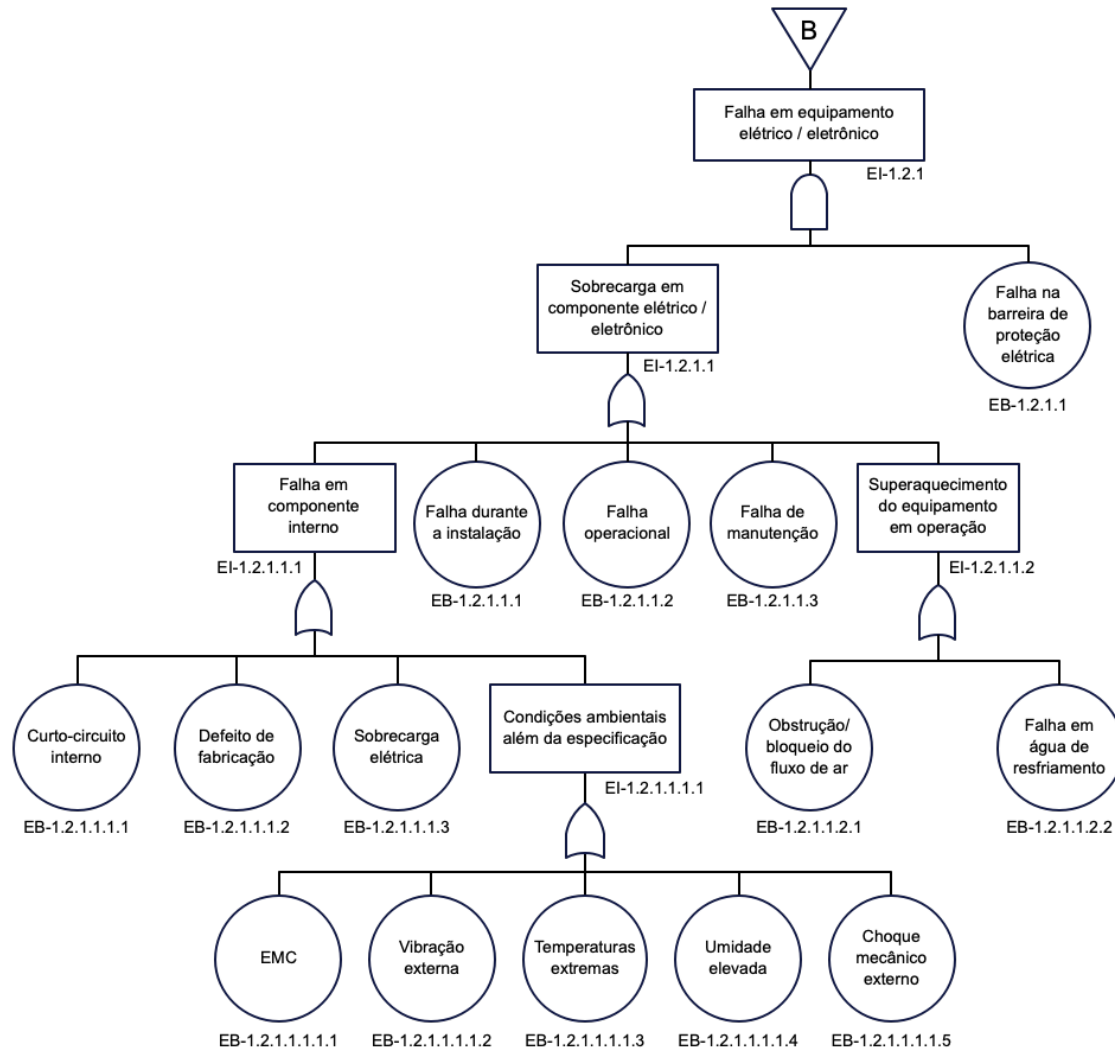 B
Falha em equipamento
elétrico / eletrônico
EI-1.2.1
Sobrecarga em
componente elétrico /
eletrônico
EI-1.2.1.1
Falha na
barreira de
proteção
elétrica
EB-1.2.1.1
Falha em
componente
interno
EI-1.2.1.1.1
Falha durante
a instalação
EB-1.2.1.1.1
Falha
operacional
EB-1.2.1.1.2
Falha de
manutenção
EB-1.2.1.1.3
Superaquecimento
do equipamento
em operação
EI-1.2.1.1.2
Curto-circuito
interno
EB-1.2.1.1.1.1
Defeito de
fabricação
EB-1.2.1.1.1.2
Sobrecarga
elétrica
EB-1.2.1.1.1.3
Condições ambientais
além da especificação
EI-1.2.1.1.1.1
Obstrução/
bloqueio do
fluxo de ar
EB-1.2.1.1.2.1
Falha em
água de
resfriamento
EB-1.2.1.1.2.2
EMC
EB-1.2.1.1.1.1.1
Vibração
externa
EB-1.2.1.1.1.1.2
Temperaturas
extremas
EB-1.2.1.1.1.1.3
Umidade
elevada
EB-1.2.1.1.1.1.4
Choque
mecânico
externo
EB-1.2.1.1.1.1.5